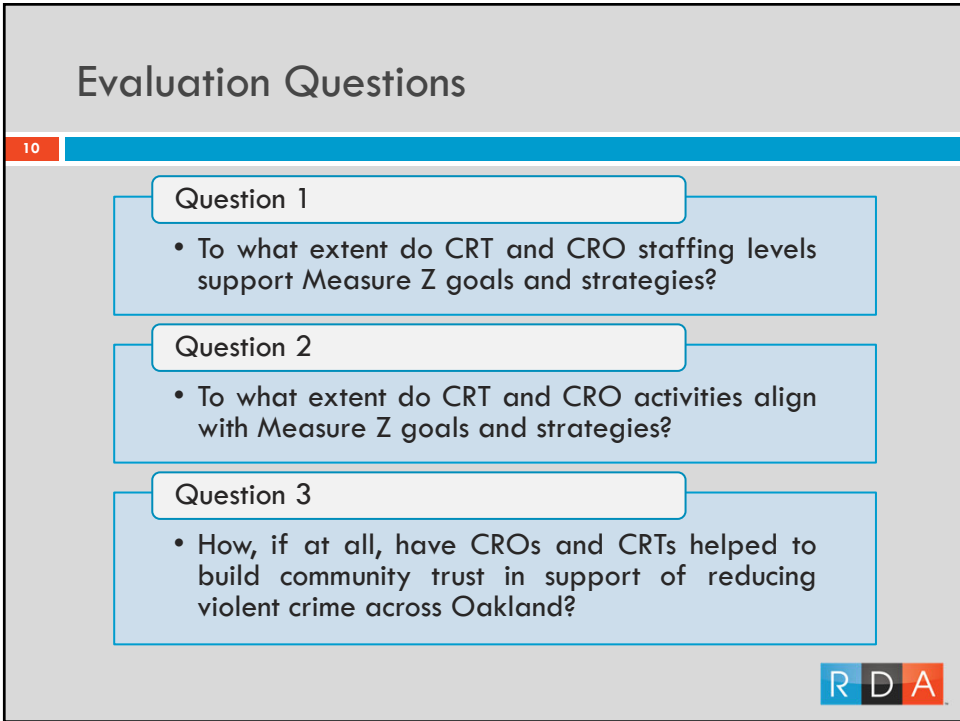 Evaluation Questions
10
Question 1
• To what extent do CRT and CRO staffing levels
support Measure Z goals and strategies?
Question 2
• To what extent do CRT and CRO activities align
with Measure Z goals and strategies?
Question 3
• How, if at all, have CROs and CRTs helped to
build community trust in support of reducing
violent crime across Oakland?
R D A